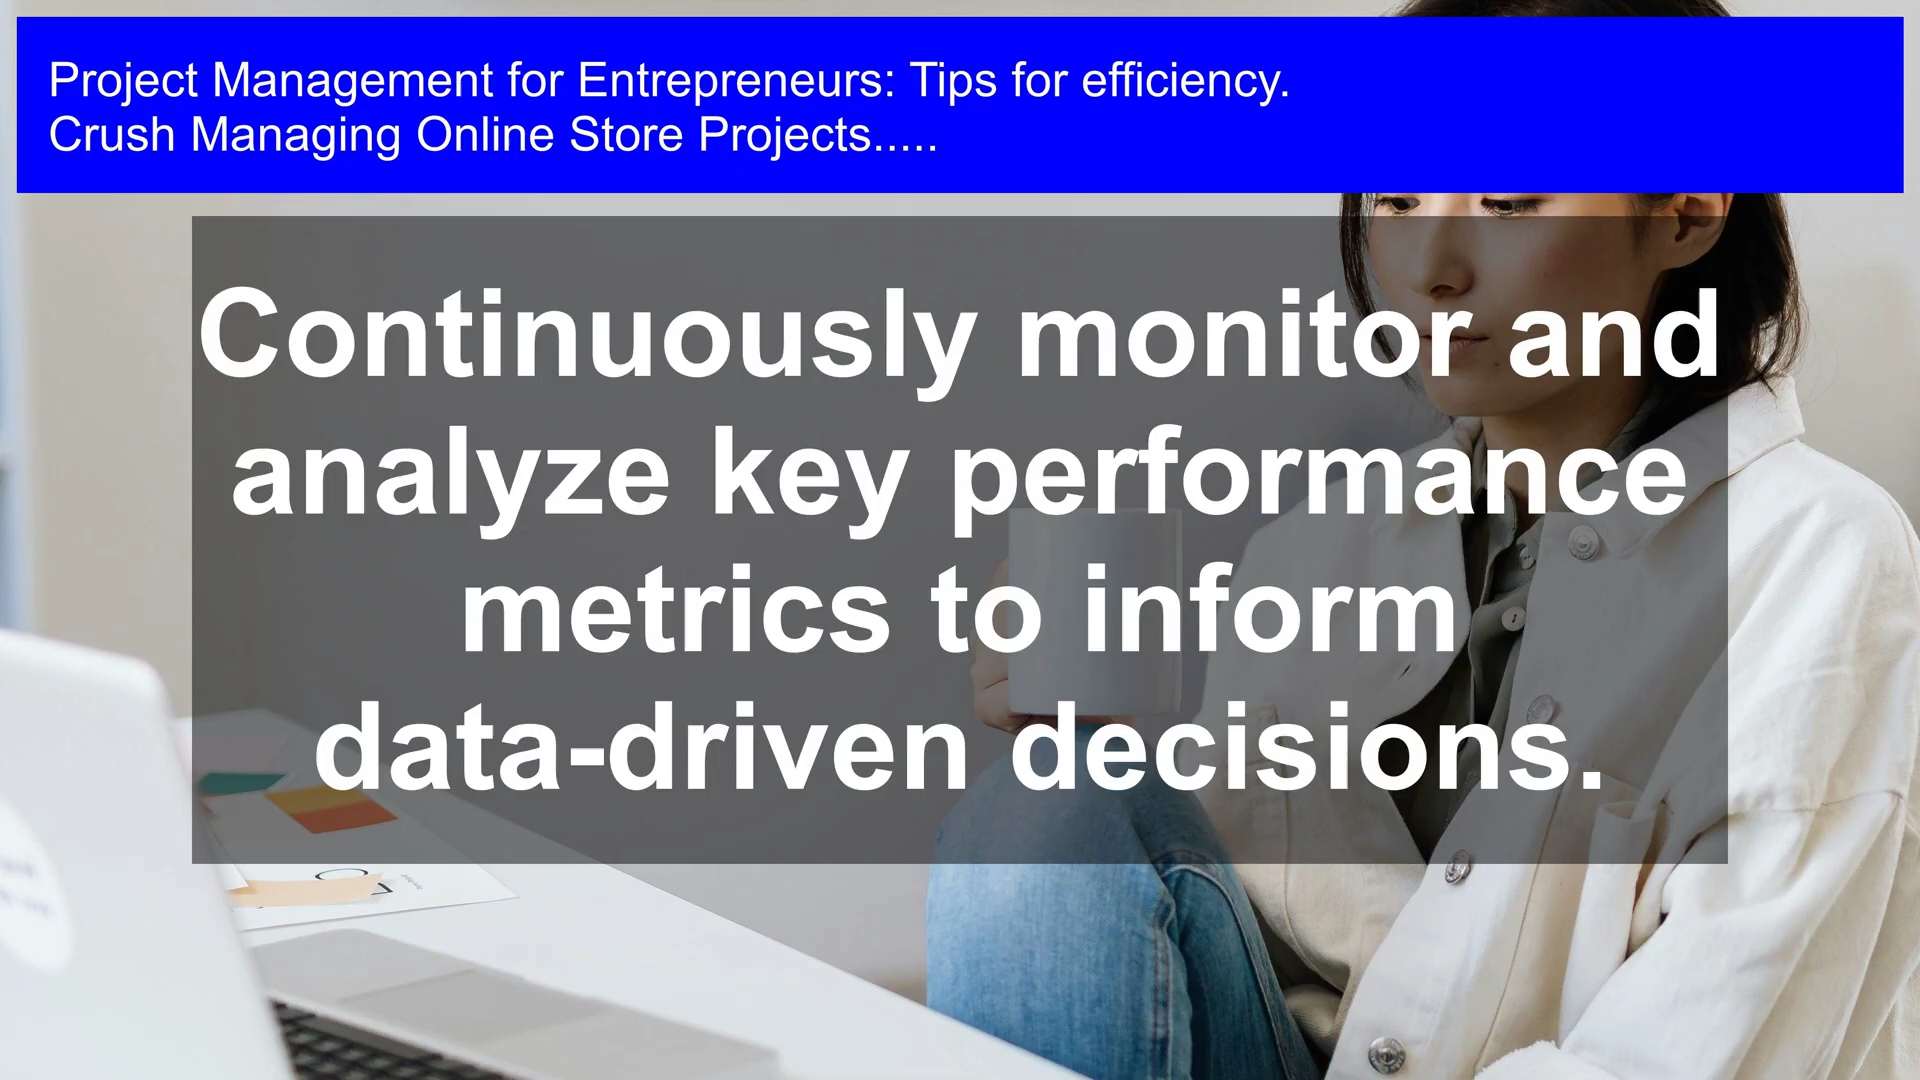 Project Management for Entrepreneurs: Tips for efficiency.
Crush Managing Online Store Projects.....
Continuously monitor and
analyze key performance
metrics to inform
data-driven decisions.